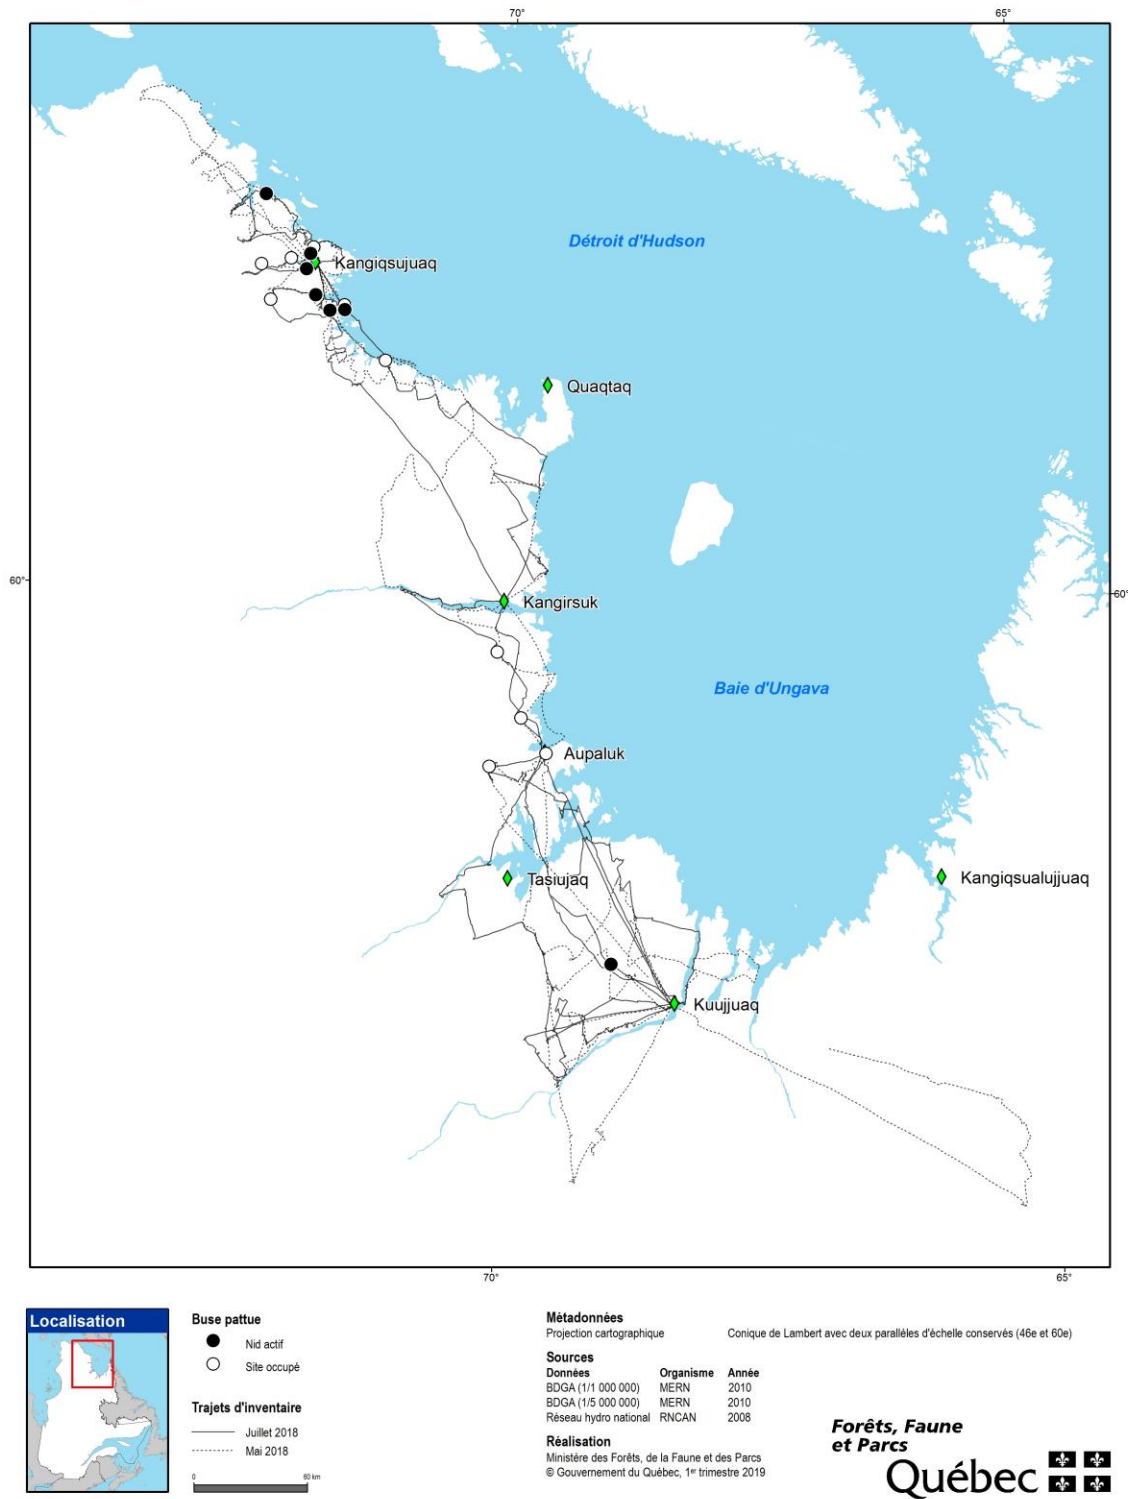 70°
65°
Détroit d'Hudson
Kangiqsujuaq
Quaqtaq
60°
60°
Kangirsuk
Baie d'Ungava
Aupaluk
Tasiujaq
Kangiqsualujjuaq
Kuujjuaq
70°
65°
Localisation
Buse pattue
Nid actif
Site occupé
Trajets d'inventaire
Juillet 2018
Mai 2018
0 60 km
Métadonnées
Projection cartographique Conique de Lambert avec deux parallèles d'échelle conservés (46e et 60e)
Sources
Données Organisme Année
BDGA (1/1 000 000) MERN 2010
BDGA (1/5 000 000) MERN 2010
Réseau hydro national RNCAN 2008
Réalisation
Ministère des Forêts, de la Faune et des Parcs
© Gouvernement du Québec, 1er trimestre 2019
Forêts, Faune
et Parcs
Québec